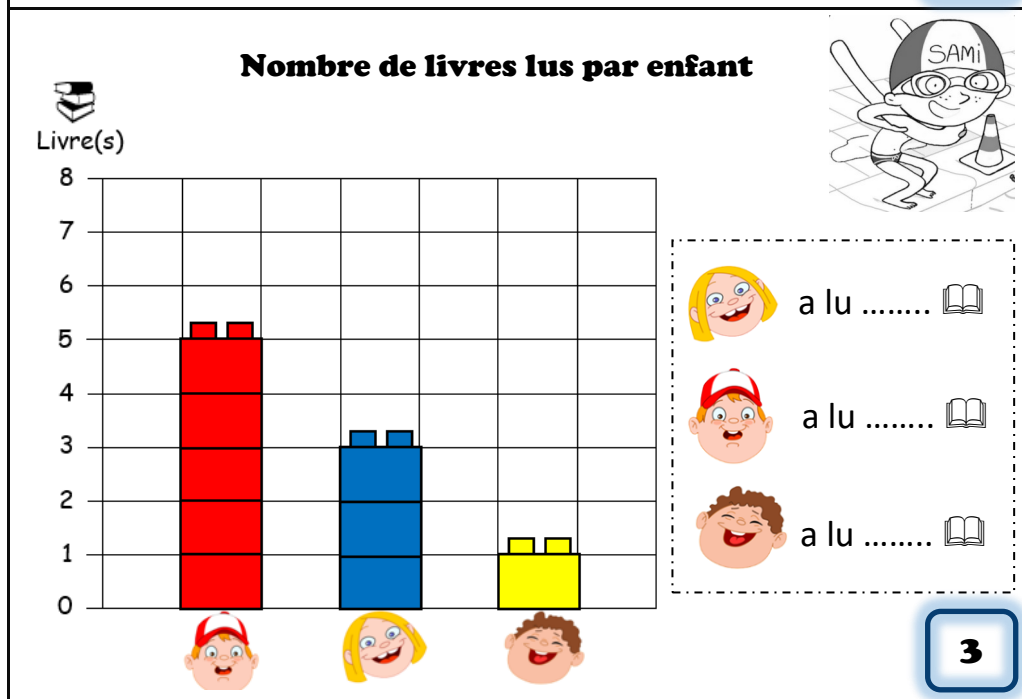 Nombre de livres lus par enfant
SAMi
Livre(s)
8
7
6
5
4
3
2
1
0
a lu ........
a lu ........
a lu ........
3